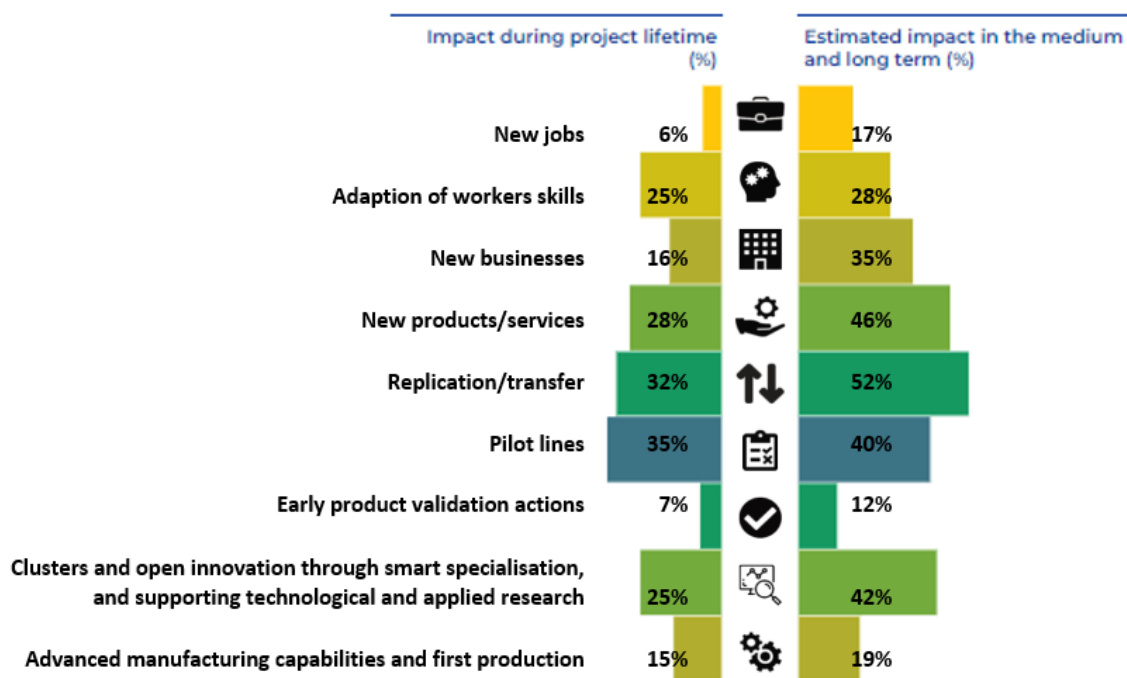 Impact during project lifetime
(%)
Estimated impact in the medium
and long term (%)
New jobs 6% 17%
Adaption of workers skills 25% 28%
New businesses 16% 35%
New products/services 28% 46%
Replication/transfer 32% 52%
Pilot lines 35% 40%
Early product validation actions 7% 12%
Clusters and open innovation through smart specialisation,
and supporting technological and applied research 25% 42%
Advanced manufacturing capabilities and first production 15% 19%